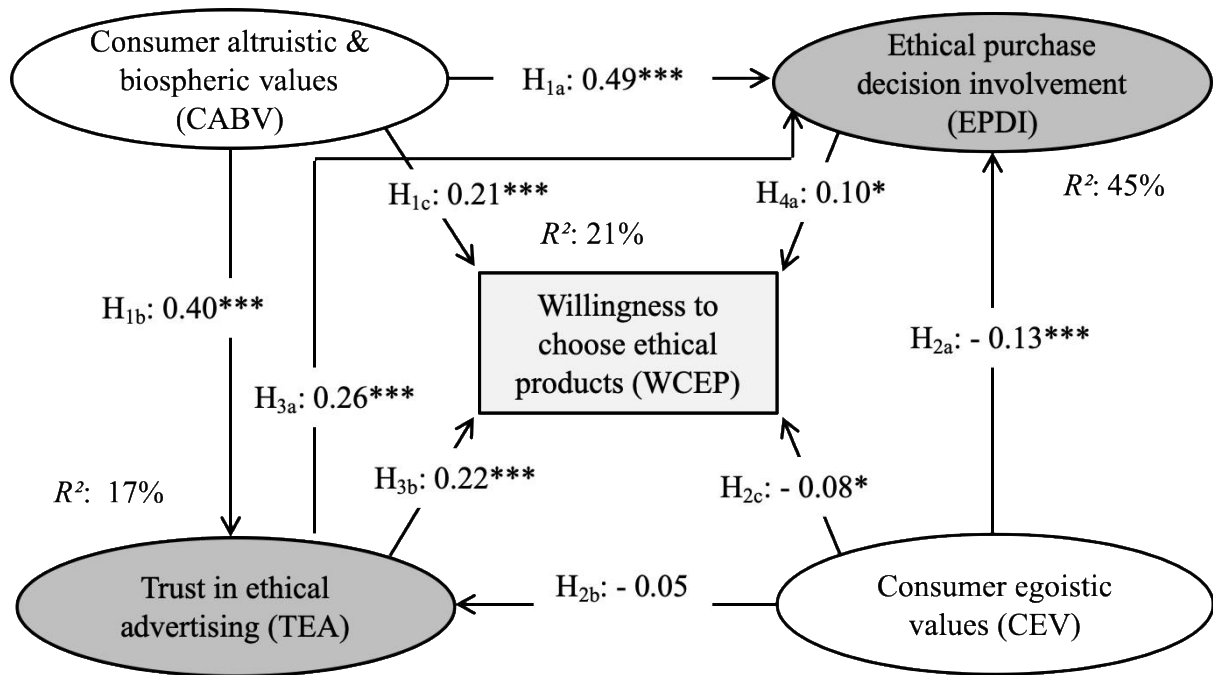 Consumer altruistic &
biospheric values
(CABV)
H1a: 0.49***
Ethical purchase
decision involvement
(EPDI)
H1c: 0.21***
H4a: 0.10*
R²: 45%
R²: 21%
H1b: 0.40***
Willingness to
choose ethical
products (WCEP)
H2a: - 0.13***
H3a: 0.26***
R²: 17%
H3b: 0.22***
H2c: - 0.08*
Trust in ethical
advertising (TEA)
H2b: - 0.05
Consumer egoistic
values (CEV)